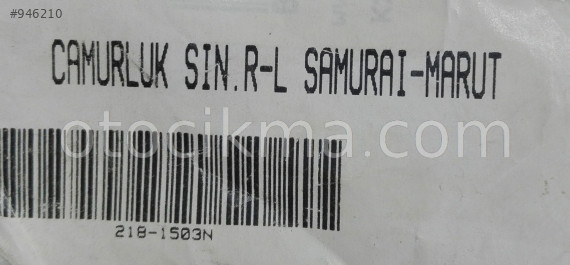 #946210
CAMURLUK SIN.R-L SAMURAI-MARUT
otocikma.com
218-1503N